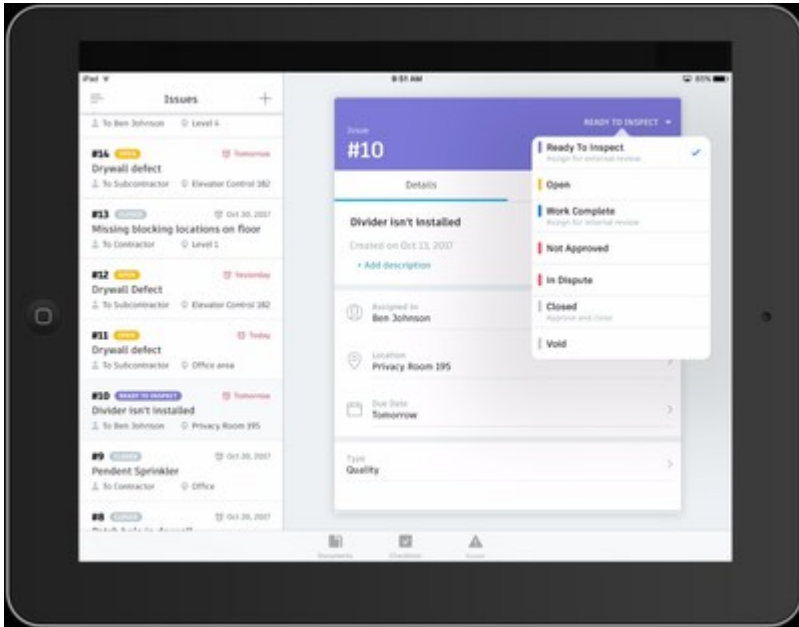 iPad
9:51 AM
81%
Issues
To Ben Johnson Level 4
#14 OPEN Tomorrow
Drywall defect
To Subcontractor Elevator Control 182
#13 CLOSED Oct 30, 2017
Missing blocking locations on floor
To Contractor Level 1
#12 OPEN Yesterday
Drywall Defect
To Subcontractor Elevator Control 182
#11 OPEN Today
Drywall defect
To Subcontractor Office area
#10 READY TO INSPECT Tomorrow
Divider isn't installed
To Ben Johnson Privacy Room 195
#9 CLOSED Oct 20, 2017
Pendent Sprinkler
To Contractor Office
#8 CLOSED Oct 20, 2017
Patch hole in drywall
READY TO INSPECT
Issue
#10
Details
Divider isn't installed
Created on Oct 13, 2017
+ Add description
Assigned to
Ben Johnson
Location
Privacy Room 195
Due Date
Tomorrow
Type
Quality
Ready To Inspect
Assign for internal review
Open
Work Complete
Assign for internal review
Not Approved
In Dispute
Closed
Approve and close
Void
Documents Checklists Issues